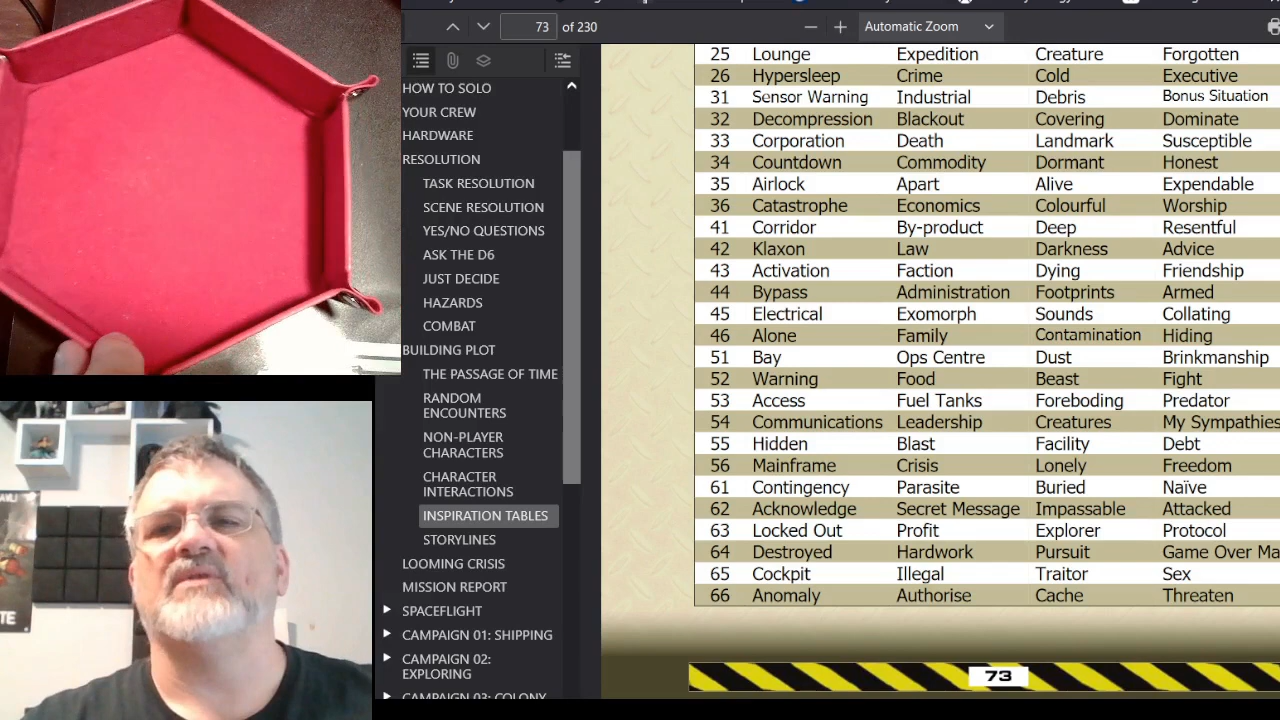 73 of 230
Automatic Zoom
HOW TO SOLO
YOUR CREW
HARDWARE
RESOLUTION
TASK RESOLUTION
SCENE RESOLUTION
YES/NO QUESTIONS
ASK THE D6
JUST DECIDE
HAZARDS
COMBAT
BUILDING PLOT
THE PASSAGE OF TIME
RANDOM
ENCOUNTERS
NON-PLAYER
CHARACTERS
CHARACTER
INTERACTIONS
INSPIRATION TABLES
STORYLINES
LOOMING CRISIS
MISSION REPORT
SPACEFLIGHT
CAMPAIGN 01: SHIPPING
CAMPAIGN 02:
EXPLORING
CAMPAIGN 03: COLONY
25 Lounge Expedition Creature Forgotten
26 Hypersleep Crime Cold Executive
31 Sensor Warning Industrial Debris Bonus Situation
32 Decompression Blackout Covering Dominate
33 Corporation Death Landmark Susceptible
34 Countdown Commodity Dormant Honest
35 Airlock Apart Alive Expendable
36 Catastrophe Economics Colourful Worship
41 Corridor By-product Deep Resentful
42 Klaxon Law Darkness Advice
43 Activation Faction Dying Friendship
44 Bypass Administration Footprints Armed
45 Electrical Exomorph Sounds Collating
46 Alone Family Contamination Hiding
51 Bay Ops Centre Dust Brinkmanship
52 Warning Food Beast Fight
53 Access Fuel Tanks Foreboding Predator
54 Communications Leadership Creatures My Sympathies
55 Hidden Blast Facility Debt
56 Mainframe Crisis Lonely Freedom
61 Contingency Parasite Buried Naïve
62 Acknowledge Secret Message Impassable Attacked
63 Locked Out Profit Explorer Protocol
64 Destroyed Hardwork Pursuit Game Over Ma
65 Cockpit Illegal Traitor Sex
66 Anomaly Authorise Cache Threaten
73